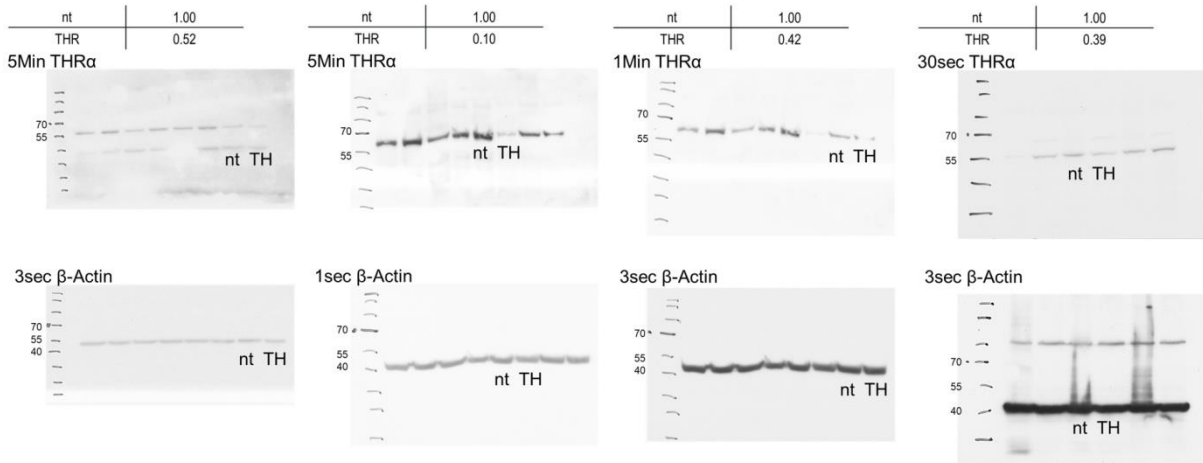 nt 1.00
THR 0.52
5Min THRα
70
55
nt TH
nt 1.00
THR 0.10
5Min THRα
70
55
nt TH
nt 1.00
THR 0.42
1Min THRα
70
55
nt TH
nt 1.00
THR 0.39
30sec THRα
70
55
nt TH
3sec β-Actin
70
55
40
nt TH
1sec β-Actin
70
55
40
nt TH
3sec β-Actin
70
55
40
nt TH
3sec β-Actin
70
55
40
nt TH